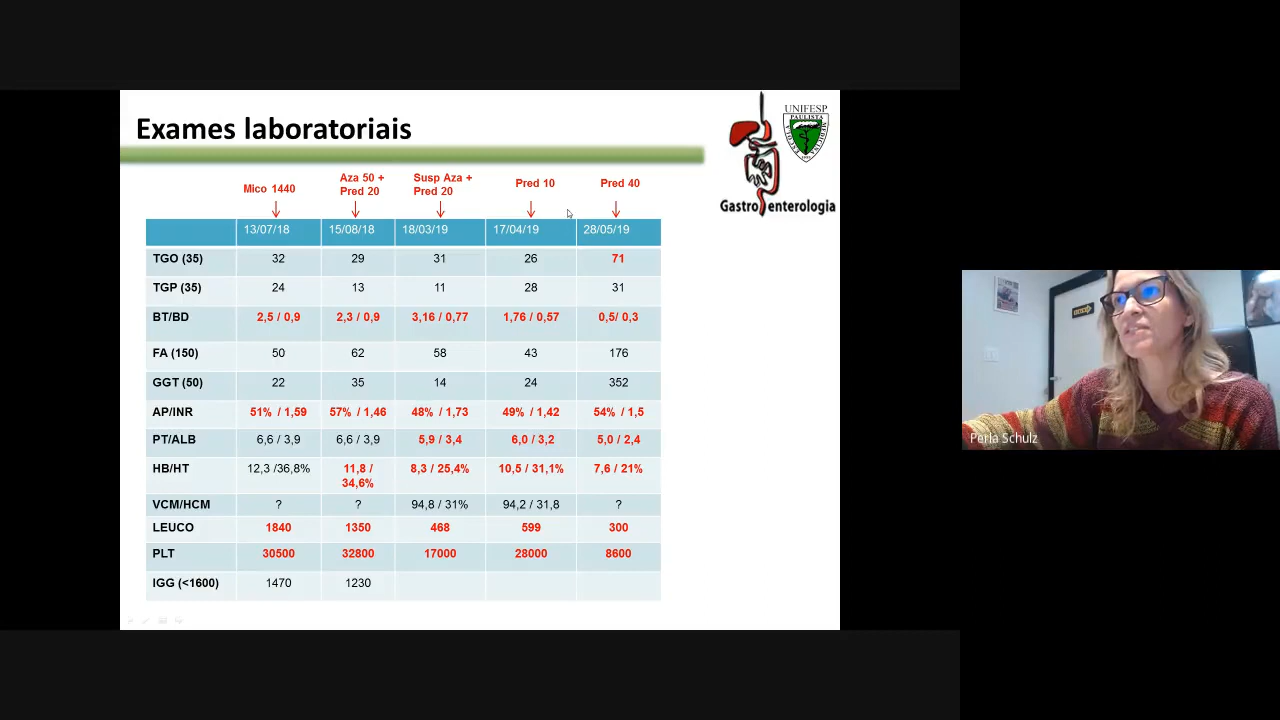 Exames laboratoriais
UNIFESP
PAULISTA
Gastro enterologia
Mico 1440
Aza 50 +
Pred 20
Susp Aza +
Pred 20
Pred 10
Pred 40
13/07/18 15/08/18 18/03/19 17/04/19 28/05/19
TGO (35) 32 29 31 26 71
TGP (35) 24 13 11 28 31
BT/BD 2,5 / 0,9 2,3 / 0,9 3,16 / 0,77 1,76 / 0,57 0,5/ 0,3
FA (150) 50 62 58 43 176
GGT (50) 22 35 14 24 352
AP/INR 51% / 1,59 57% / 1,46 48% / 1,73 49% / 1,42 54% / 1,5
PT/ALB 6,6 / 3,9 6,6 / 3,9 5,9 / 3,4 6,0 / 3,2 5,0 / 2,4
HB/HT 12,3 /36,8% 11,8 / 8,3 / 25,4% 10,5 / 31,1% 7,6 / 21%
34,6%
VCM/HCM ? ? 94,8 / 31% 94,2 / 31,8 ?
LEUCO 1840 1350 468 599 300
PLT 30500 32800 17000 28000 8600
IGG (<1600) 1470 1230
Perla Schulz